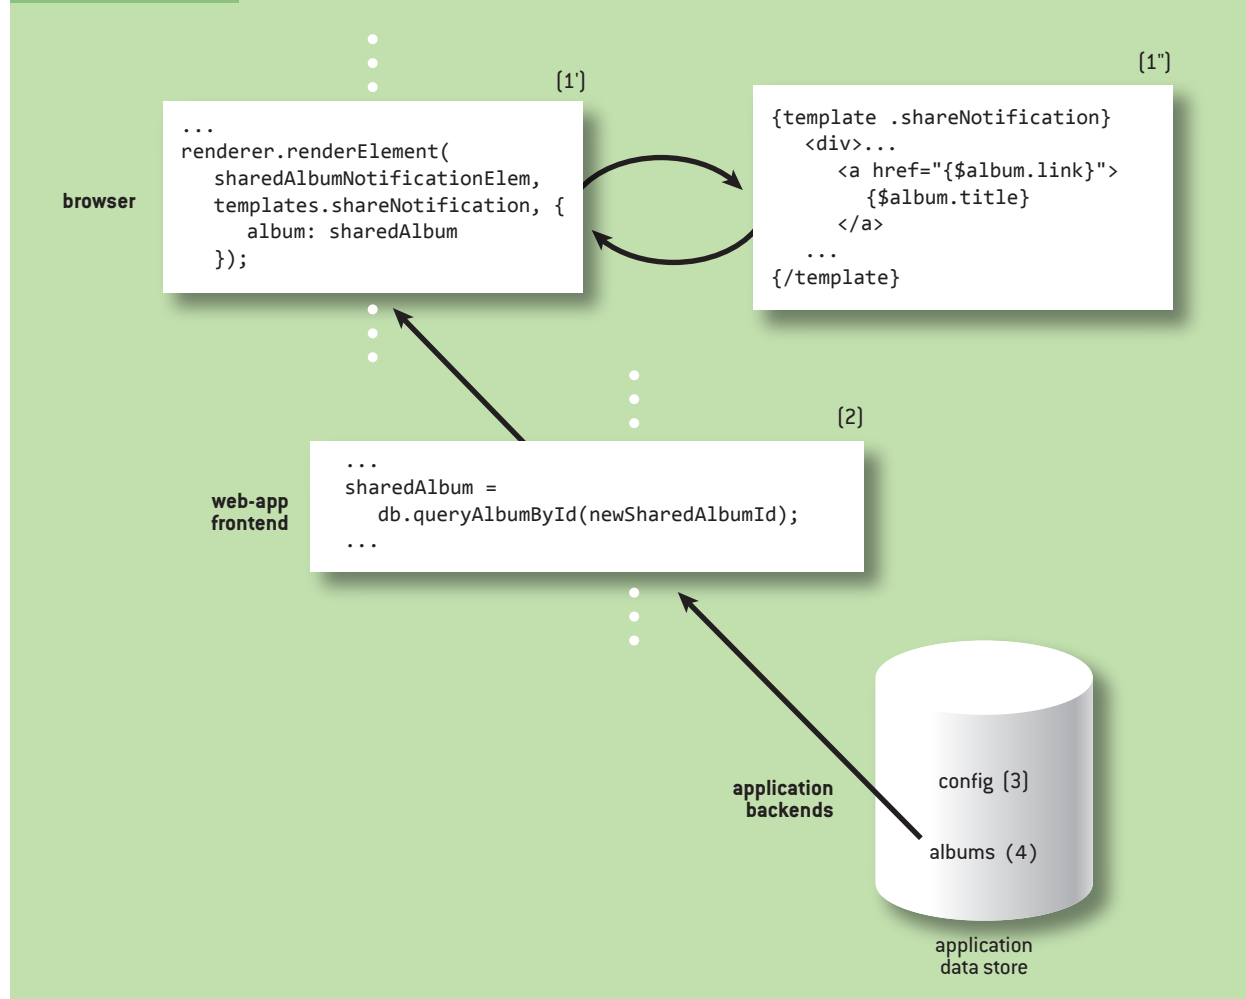 (1')
...
renderer.renderElement(
sharedAlbumNotificationElem,
templates.shareNotification, {
album: sharedAlbum
});
browser
(1")
{template .shareNotification}
<div>...
<a href="{$album.link}">
{$album.title}
</a>
...
{/template}
(2)
...
sharedAlbum =
db.queryAlbumById(newSharedAlbumId);
...
web-app
frontend
application
backends
config (3)
albums (4)
application
data store